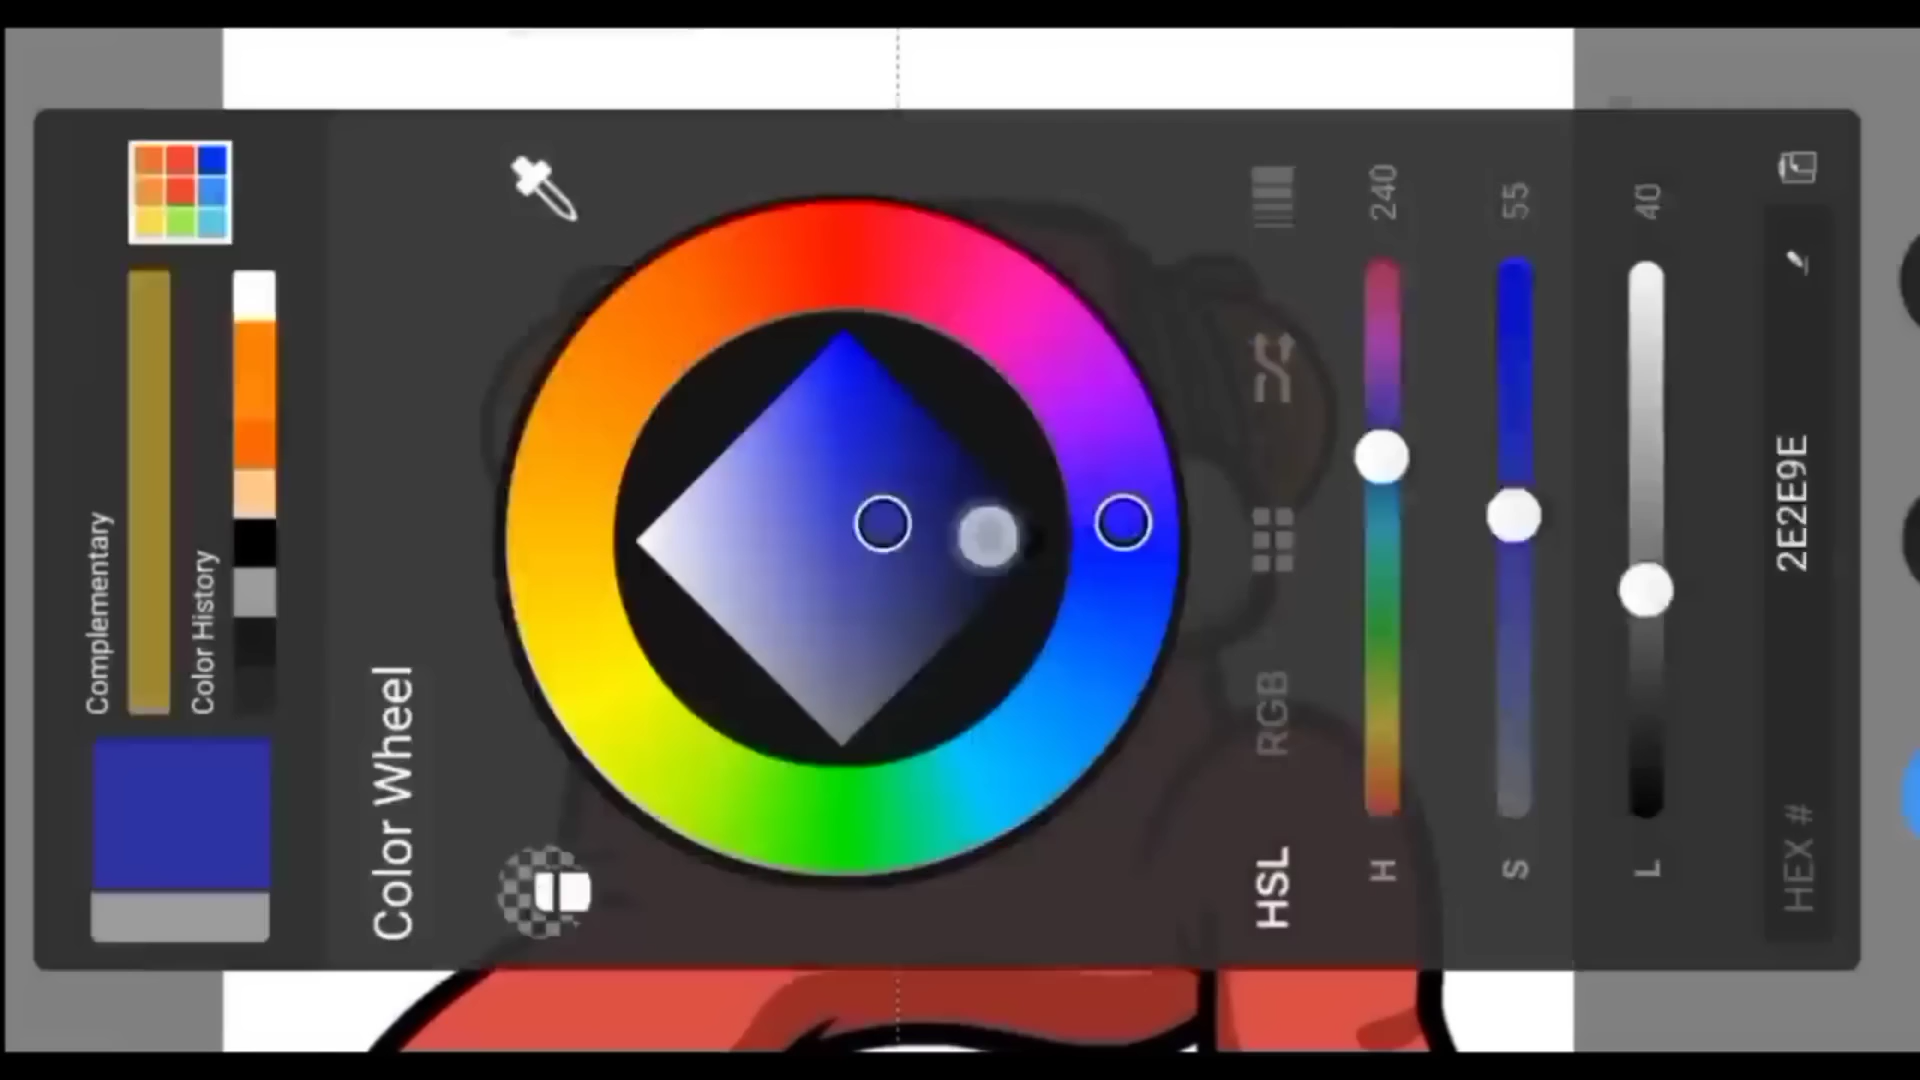 Complementary
Color History
Color Wheel
HSL
RGB
H
240
S
55
L
40
HEX #
2E2E9E